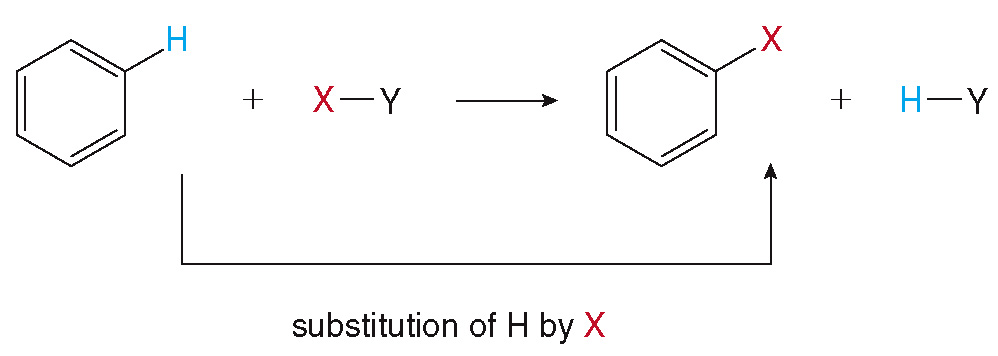 H X
+ X—Y + H—Y
substitution of H by X